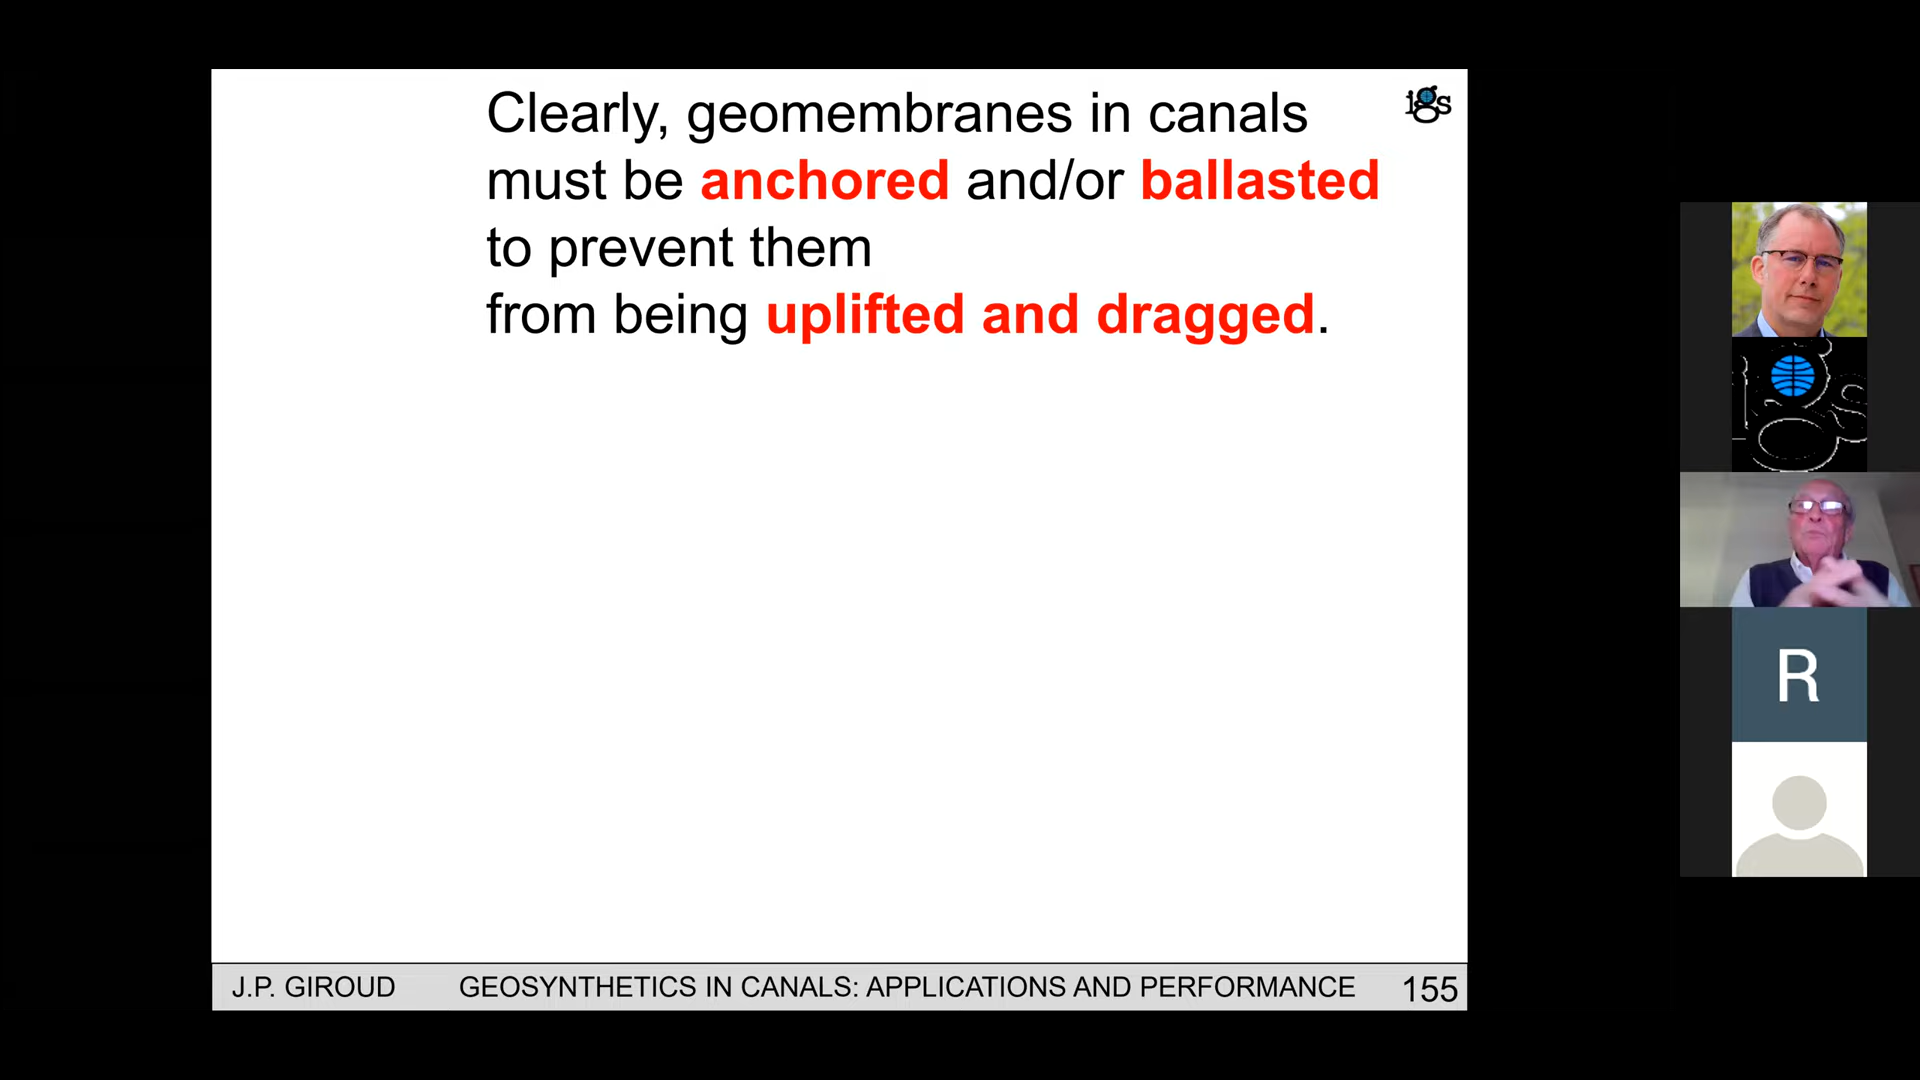 Clearly, geomembranes in canals
igs
must be anchored and/or ballasted
to prevent them
from being uplifted and dragged.
R
J.P. GIROUD GEOSYNTHETICS IN CANALS: APPLICATIONS AND PERFORMANCE 155